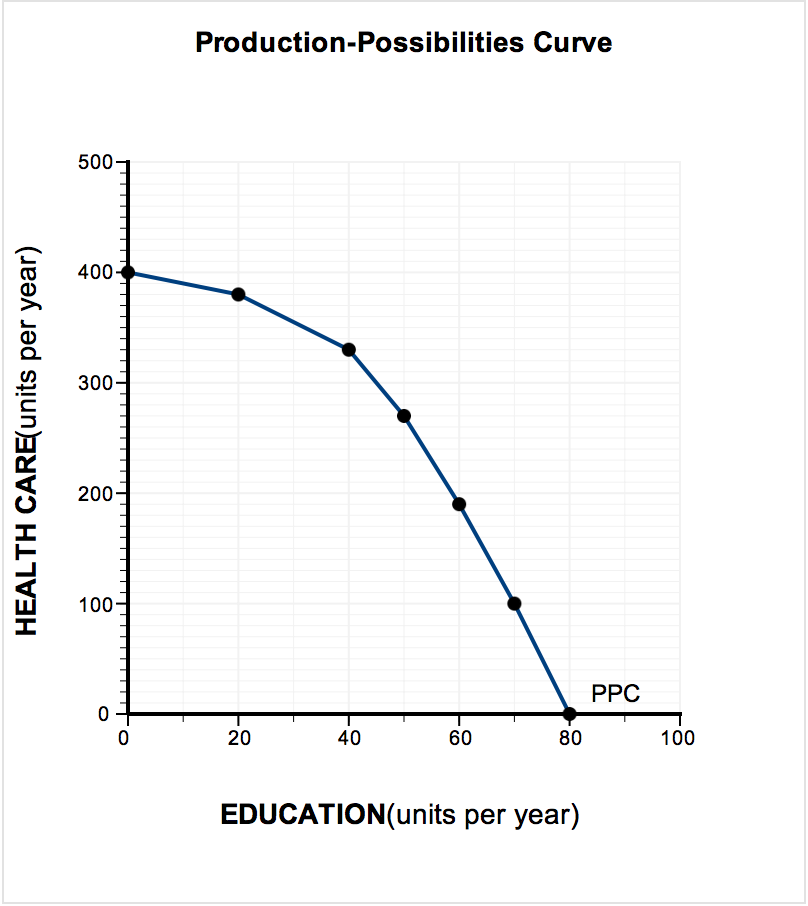 Production-Possibilities Curve
500
400
300
200
100
0
HEALTH CARE(units per year)
PPC
0 20 40 60 80 100
EDUCATION(units per year)